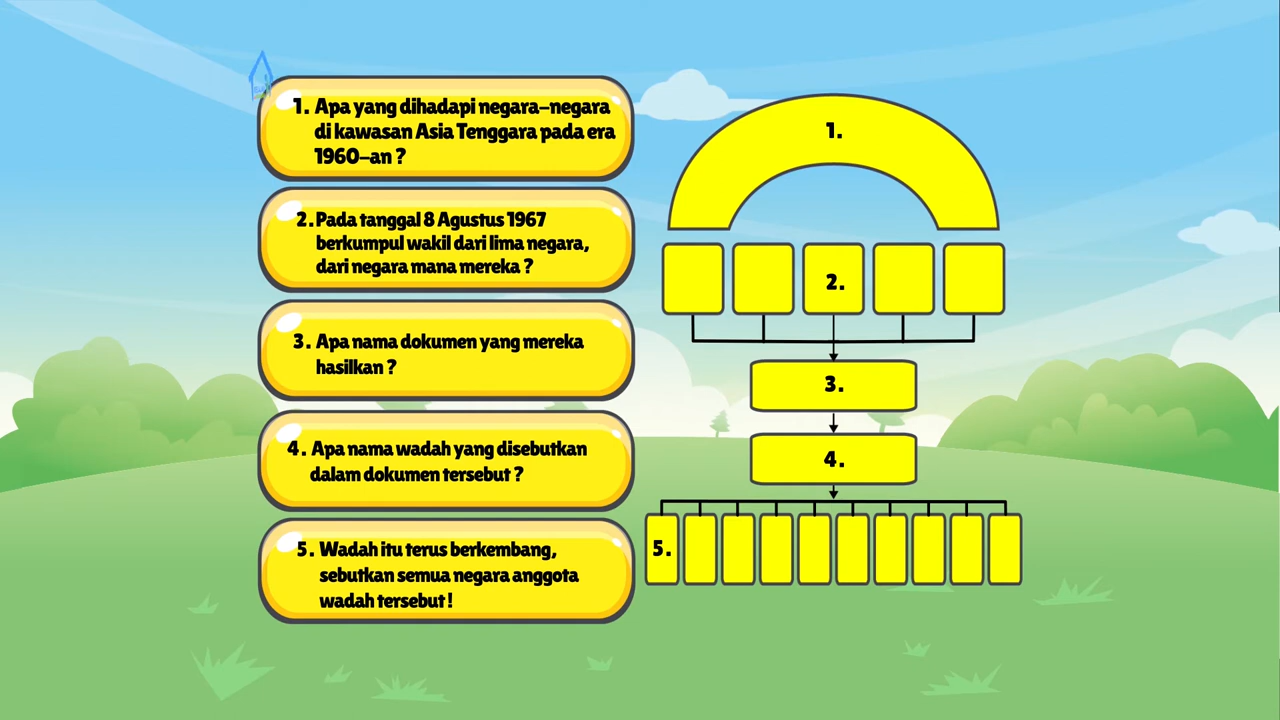 1. Apa yang dihadapi negara-negara
di kawasan Asia Tenggara pada era
1960-an ?
2. Pada tanggal 8 Agustus 1967
berkumpul wakil dari lima negara,
dari negara mana mereka ?
3. Apa nama dokumen yang mereka
hasilkan ?
4. Apa nama wadah yang disebutkan
dalam dokumen tersebut ?
5. Wadah itu terus berkembang,
sebutkan semua negara anggota
wadah tersebut !
1.
2.
3.
4.
5.